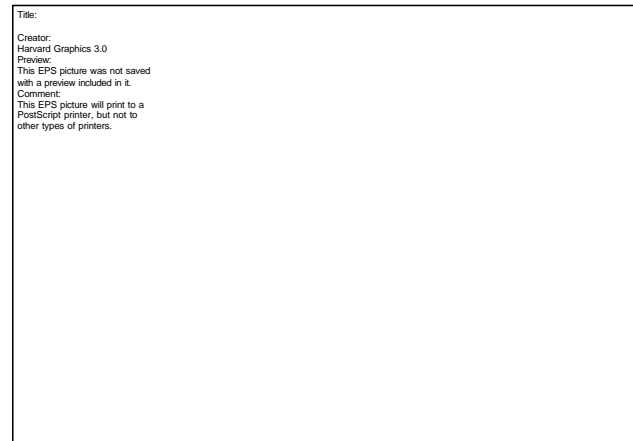 Title:
Creator:
Harvard Graphics 3.0
Preview:
This EPS picture was not saved
with a preview included in it.
Comment:
This EPS picture will print to a
PostScript printer, but not to
other types of printers.